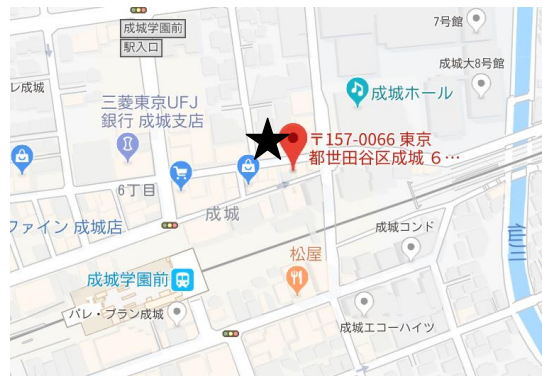 成城学園前
駅入口
7号館
成城大8号館
レ成城
成城ホール
三菱東京UFJ
銀行 成城支店
〒157-0066 東京
都世田谷区成城 6…
6丁目
成城
ファイン 成城店
仙川
成城コンド
松屋
成城学園前
パレ・ブラン成城
成城エコーハイツ